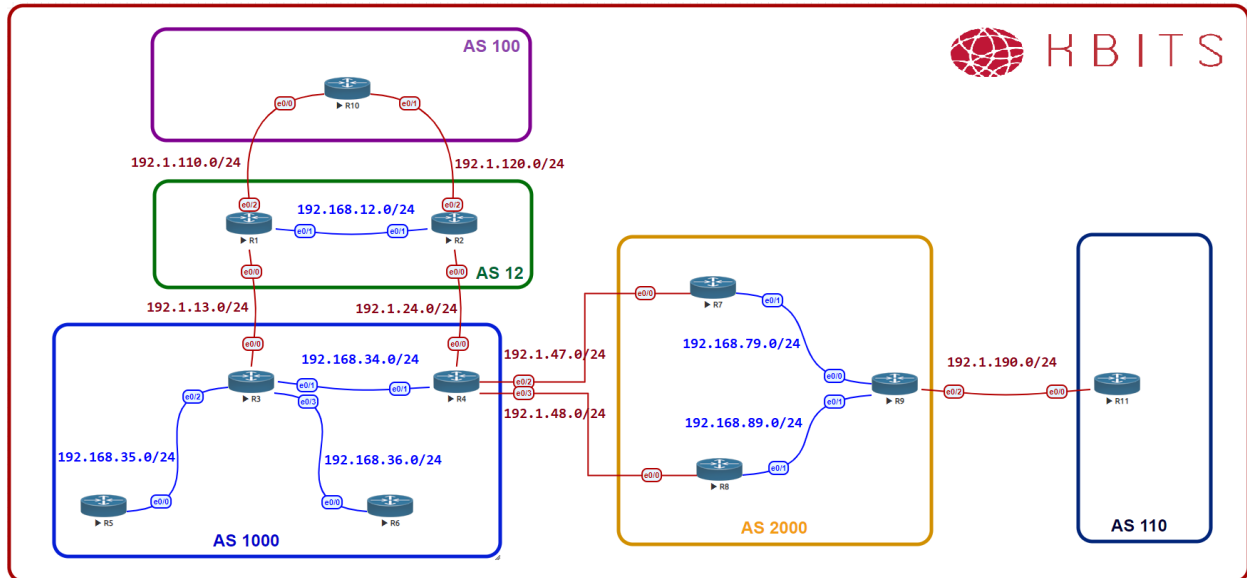 AS 100
KBITS
e0/0
e0/1
R10
192.1.110.0/24
192.1.120.0/24
e0/2
192.168.12.0/24
e0/2
R1
e0/1
e0/1
R2
e0/0
e0/0
AS 12
192.1.13.0/24
192.1.24.0/24
e0/0
e0/0
192.168.34.0/24
R3
e0/1
e0/1
R4
e0/2
e0/3
192.168.35.0/24
192.168.36.0/24
e0/0
R5
e0/0
R6
AS 1000
192.1.47.0/24
e0/2
e0/3
192.1.48.0/24
e0/0
R7
e0/1
192.168.79.0/24
e0/0
R9
e0/1
e0/2
192.168.89.0/24
e0/0
R8
e0/1
AS 2000
192.1.190.0/24
e0/0
R11
AS 110